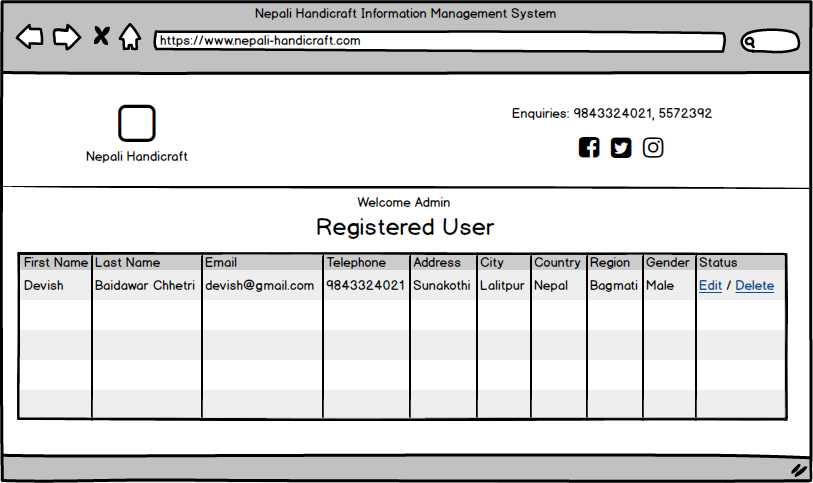 Nepali Handicraft Information Management System
https://www.nepali-handicraft.com
Enquiries: 9843324021, 5572392
Nepali Handicraft
Welcome Admin
Registered User
First Name Last Name Email Telephone Address City Country Region Gender Status
Devish Baidawar Chhetri devish@gmail.com 9843324021 Sunakothi Lalitpur Nepal Bagmati Male Edit / Delete